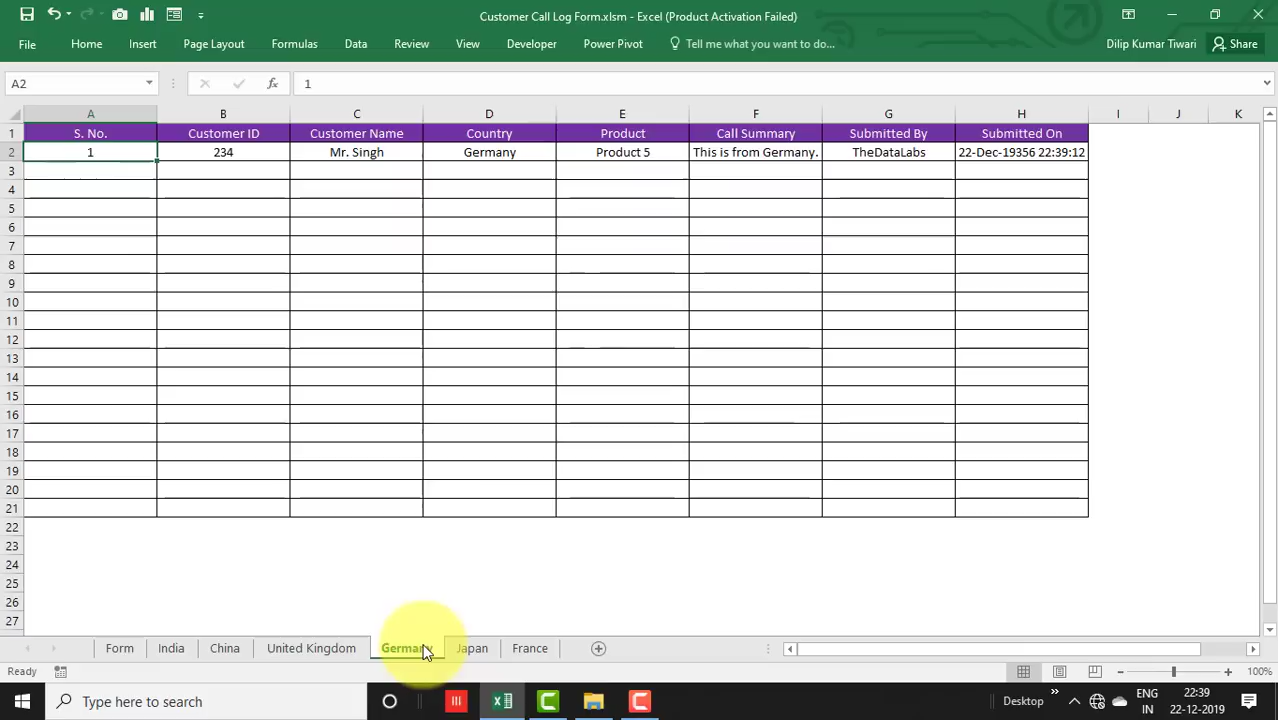 Customer Call Log Form.xlsm - Excel (Product Activation Failed)
File Home Insert Page Layout Formulas Data Review View Developer Power Pivot Tell me what you want to do... Dilip Kumar Tiwari Share
A2 fx 1
A B C D E F G H I J K
1 S. No. Customer ID Customer Name Country Product Call Summary Submitted By Submitted On
2 1 234 Mr. Singh Germany Product 5 This is from Germany. TheDataLabs 22-Dec-19356 22:39:12
3
4
5
6
7
8
9
10
11
12
13
14
15
16
17
18
19
20
21
22
23
24
25
26
27
Form India China United Kingdom Germany Japan France
Ready 100%
Type here to search Desktop ENG 22:39
IN 22-12-2019